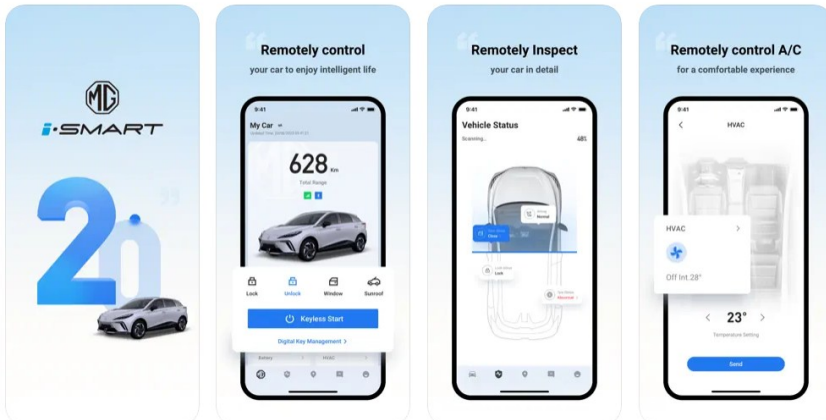 MG
i·SMART
2.0
Remotely control
your car to enjoy intelligent life
9:41
My Car
628 Km
Total Range
Lock
Unlock
Window
Sunroof
Keyless Start
Digital Key Management >
Battery
HVAC
Remotely Inspect
your car in detail
9:41
Vehicle Status
Scanning...
48%
Normal
Lock
Remotely control A/C
for a comfortable experience
9:41
HVAC
HVAC
Off Int 28°
23°
Temperature Setting
Send